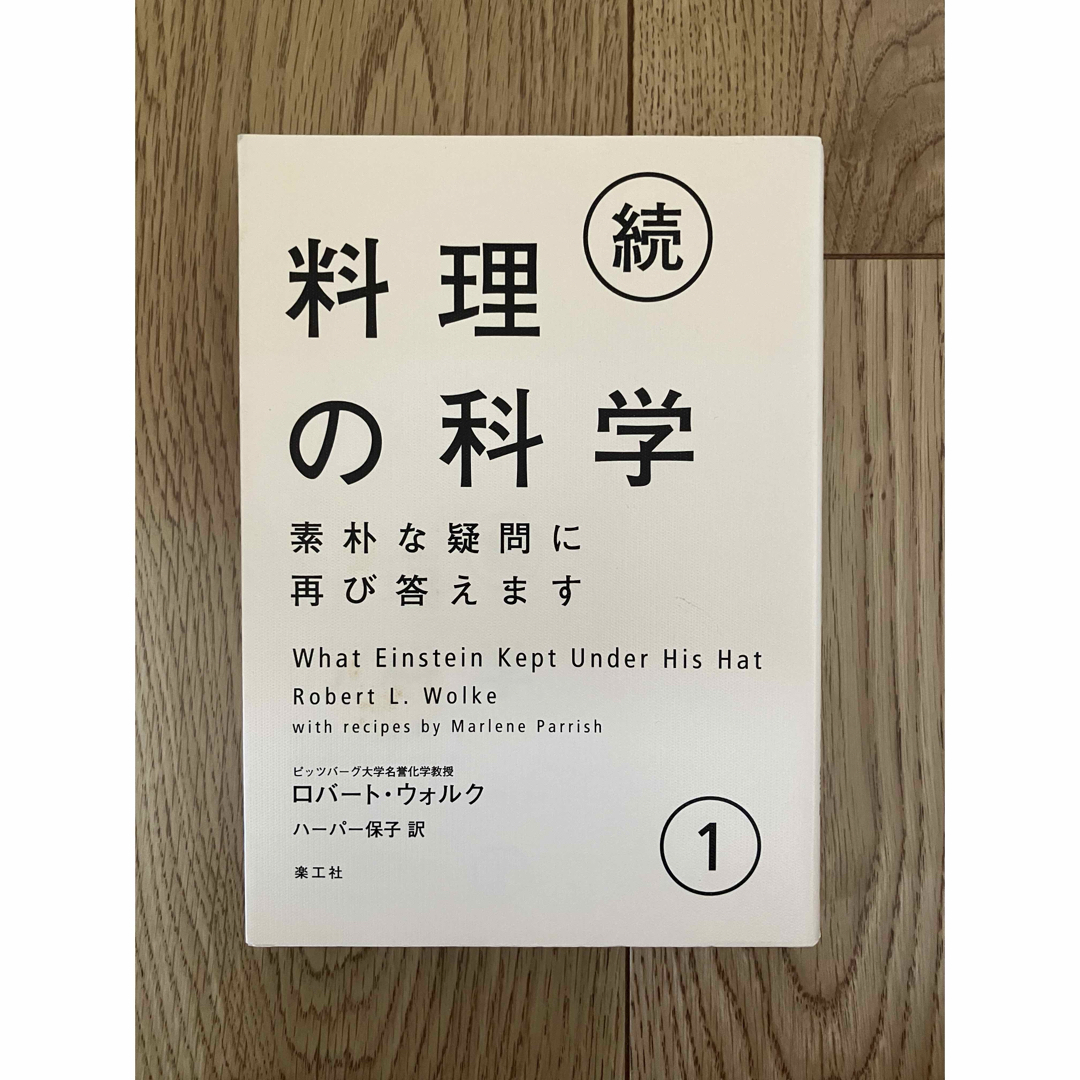 続
料理
の科学
素朴な疑問に
再び答えます
What Einstein Kept Under His Hat
Robert L. Wolke
with recipes by Marlene Parrish
ピッツバーグ大学名誉化学教授
ロバート・ウォルク
ハーパー保子 訳
楽工社
1